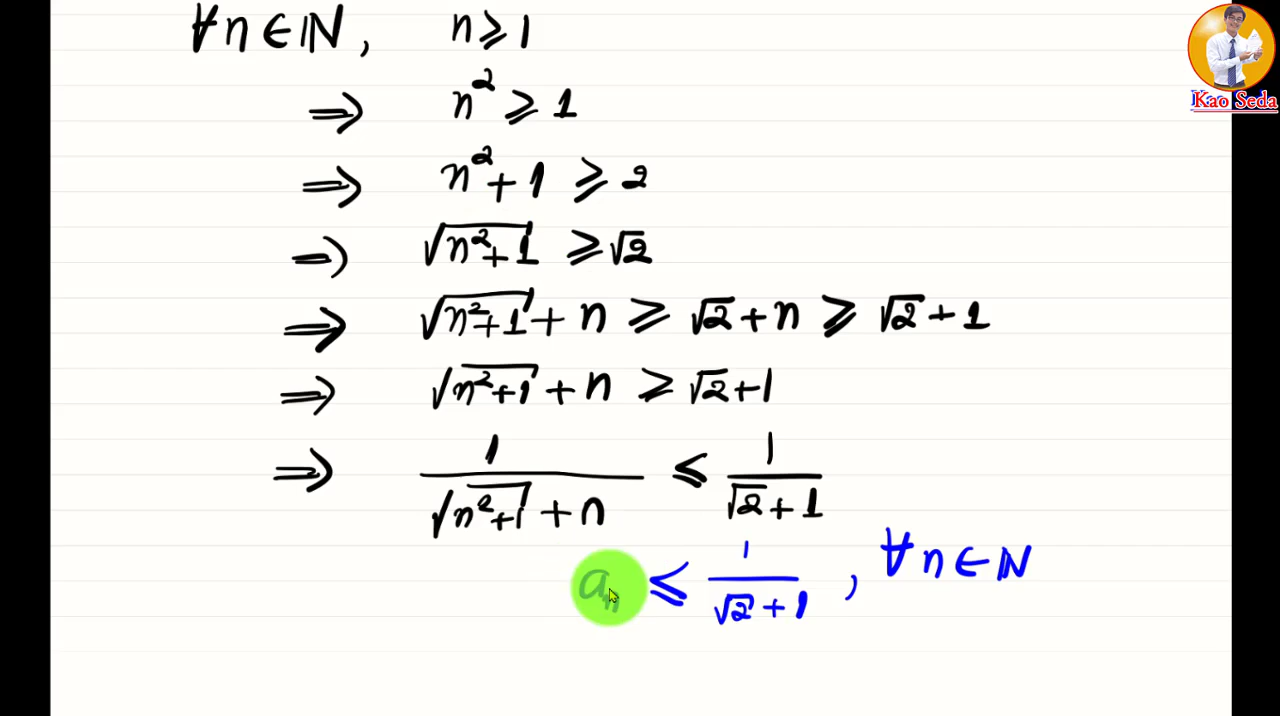 ∀n∈ℕ, n ⩾ 1
⇒ n² ⩾ 1
⇒ n²+1 ⩾ 2
⇒ √(n²+1) ⩾ √2
⇒ √(n²+1) + n ⩾ √2 + n ⩾ √2 + 1
⇒ √(n²+1) + n ⩾ √2 + 1
⇒ 1/(√(n²+1) + n) ⩽ 1/(√2 + 1)
aₙ ⩽ 1/(√2 + 1), ∀n∈ℕ
Kao Seda